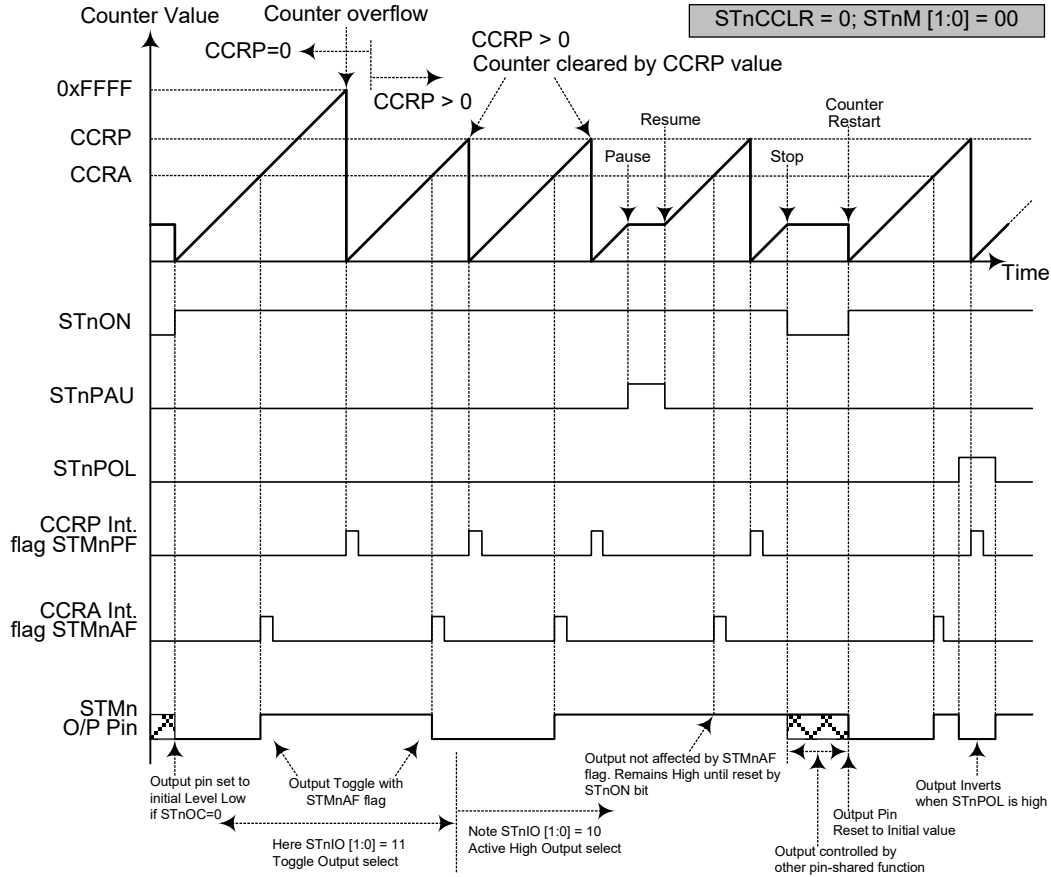 Counter Value
Counter overflow
STnCCLR = 0; STnM [1:0] = 00
CCRP=0
CCRP > 0
CCRP > 0
Counter cleared by CCRP value
0xFFFF
CCRP
CCRA
Pause
Resume
Stop
Counter
Restart
Time
STnON
STnPAU
STnPOL
CCRP Int.
flag STMnPF
CCRA Int.
flag STMnAF
STMn
O/P Pin
Output pin set to
initial Level Low
if STnOC=0
Output Toggle with
STMnAF flag
Here STnIO [1:0] = 11
Toggle Output select
Note STnIO [1:0] = 10
Active High Output select
Output not affected by STMnAF
flag. Remains High until reset by
STnON bit
Output controlled by
other pin-shared function
Output Pin
Reset to Initial value
Output Inverts
when STnPOL is high